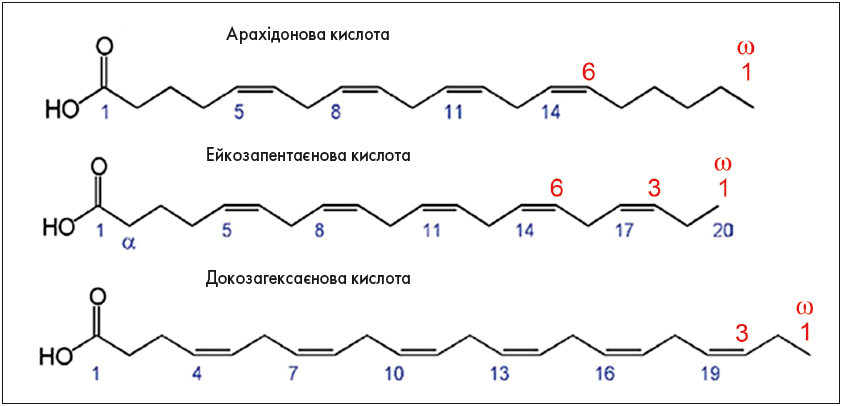 Арахідонова кислота
ω
O
6 1
HO 1 5 8 11 14
Ейкозапентаєнова кислота
ω
O
6 3 1
HO 1 α 5 8 11 14 17 20
Докозагексаєнова кислота
ω
O
3 1
HO
1 4 7 10 13 16 19